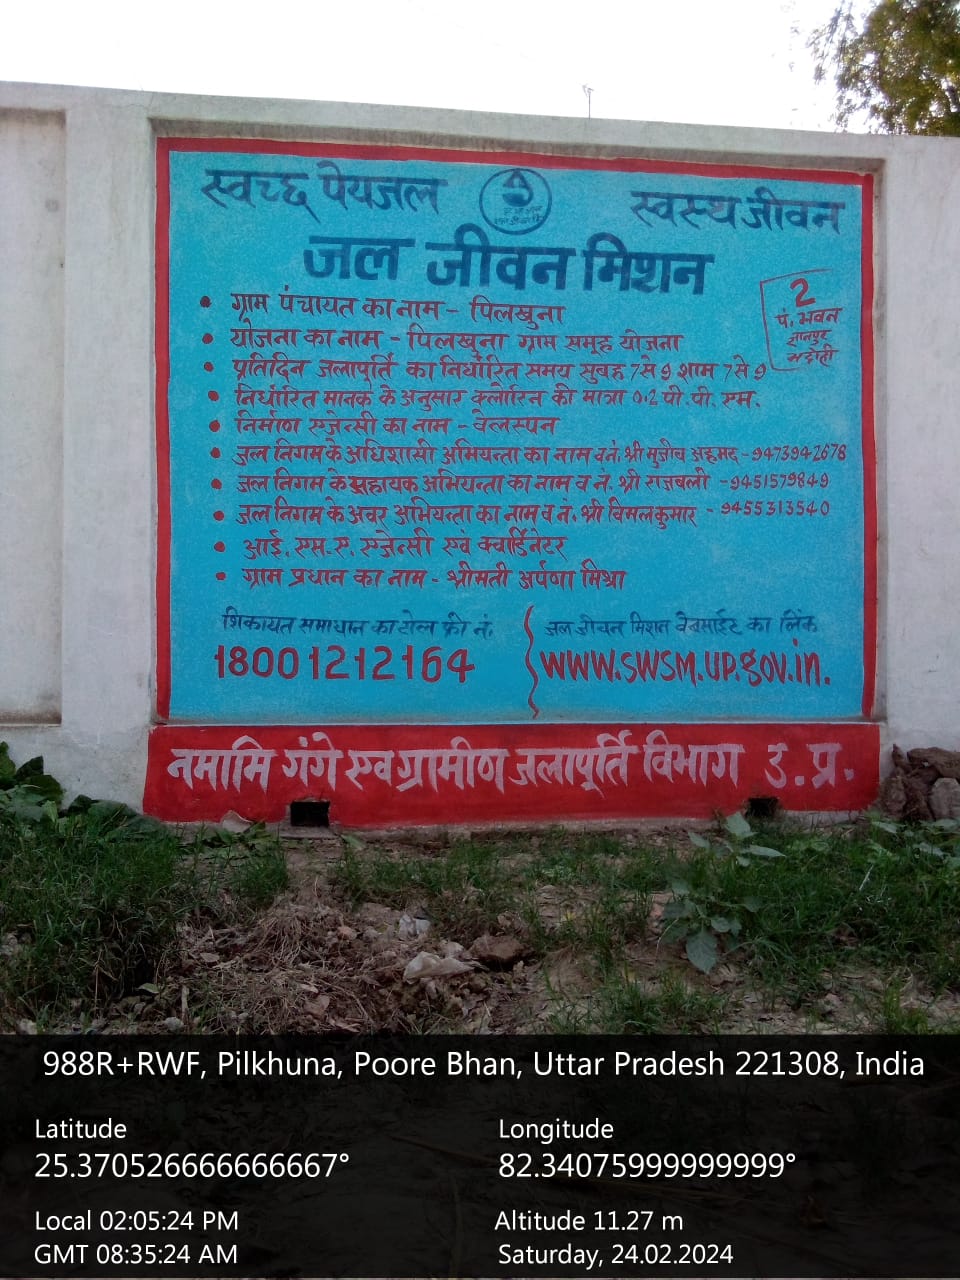 स्वच्छ पेयजल
स्वस्थ जीवन
जल जीवन मिशन
2
पं. भवन
ज्ञानपुर
भदोही
• ग्राम पंचायत का नाम - पिलखुना
• योजना का नाम - पिलखुना ग्राम समूह योजना
• प्रतिदिन जलापूर्ति का निर्धारित समय सुबह 7 से 9 शाम 7 से 9
• निर्धारित मानक के अनुसार क्लोरिन की मात्रा 0.2 पी. पी. एम.
• निर्माण एजेन्सी का नाम - वेलस्पन
• जल निगम के अधिशासी अभियन्ता का नाम व नं. श्री मुजीब अहमद - 9473942678
• जल निगम के सहायक अभियन्ता का नाम व नं. श्री राजबली - 9451579849
• जल निगम के अवर अभियन्ता का नाम व नं. श्री विमल कुमार - 9455313540
• आई. एस. ए. एजेन्सी एवं क्वार्डिनेटर
• ग्राम प्रधान का नाम - श्रीमती अर्पणा मिश्रा
शिकायत समाधान का टोल फ्री नं.
18001212164
जल जीवन मिशन वेबसाईट का लिंक
www.swsm.up.gov.in.
नमामि गंगे एवं ग्रामीण जलापूर्ति विभाग उ. प्र.
988R+RWF, Pilkhuna, Poore Bhan, Uttar Pradesh 221308, India
Latitude
25.370526666666667°
Longitude
82.34075999999999°
Local 02:05:24 PM
GMT 08:35:24 AM
Altitude 11.27 m
Saturday, 24.02.2024